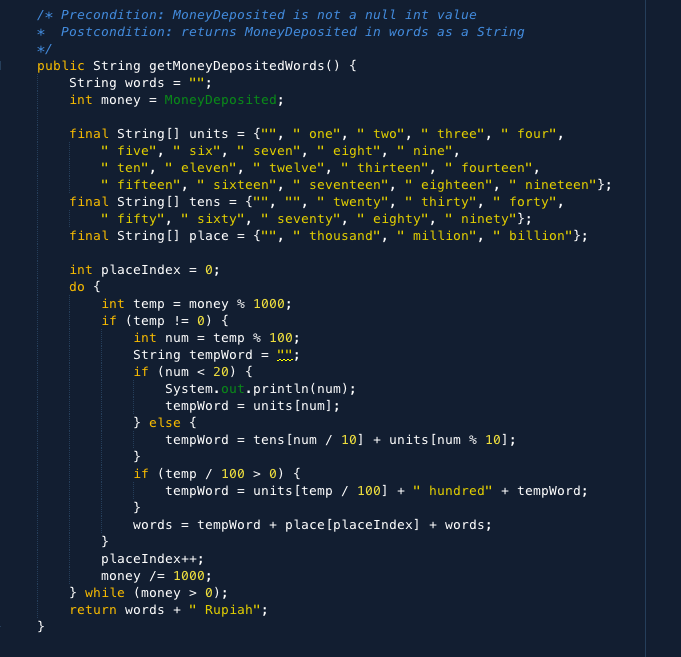 /* Precondition: MoneyDeposited is not a null int value
*  Postcondition: returns MoneyDeposited in words as a String
*/
public String getMoneyDepositedWords() {
    String words = "";
    int money = MoneyDeposited;

    final String[] units = {"", " one", " two", " three", " four",
        " five", " six", " seven", " eight", " nine",
        " ten", " eleven", " twelve", " thirteen", " fourteen",
        " fifteen", " sixteen", " seventeen", " eighteen", " nineteen"};
    final String[] tens = {"", "", " twenty", " thirty", " forty",
        " fifty", " sixty", " seventy", " eighty", " ninety"};
    final String[] place = {"", " thousand", " million", " billion"};

    int placeIndex = 0;
    do {
        int temp = money % 1000;
        if (temp != 0) {
            int num = temp % 100;
            String tempWord = "";
            if (num < 20) {
                System.out.println(num);
                tempWord = units[num];
            } else {
                tempWord = tens[num / 10] + units[num % 10];
            }
            if (temp / 100 > 0) {
                tempWord = units[temp / 100] + " hundred" + tempWord;
            }
            words = tempWord + place[placeIndex] + words;
        }
        placeIndex++;
        money /= 1000;
    } while (money > 0);
    return words + " Rupiah";
}